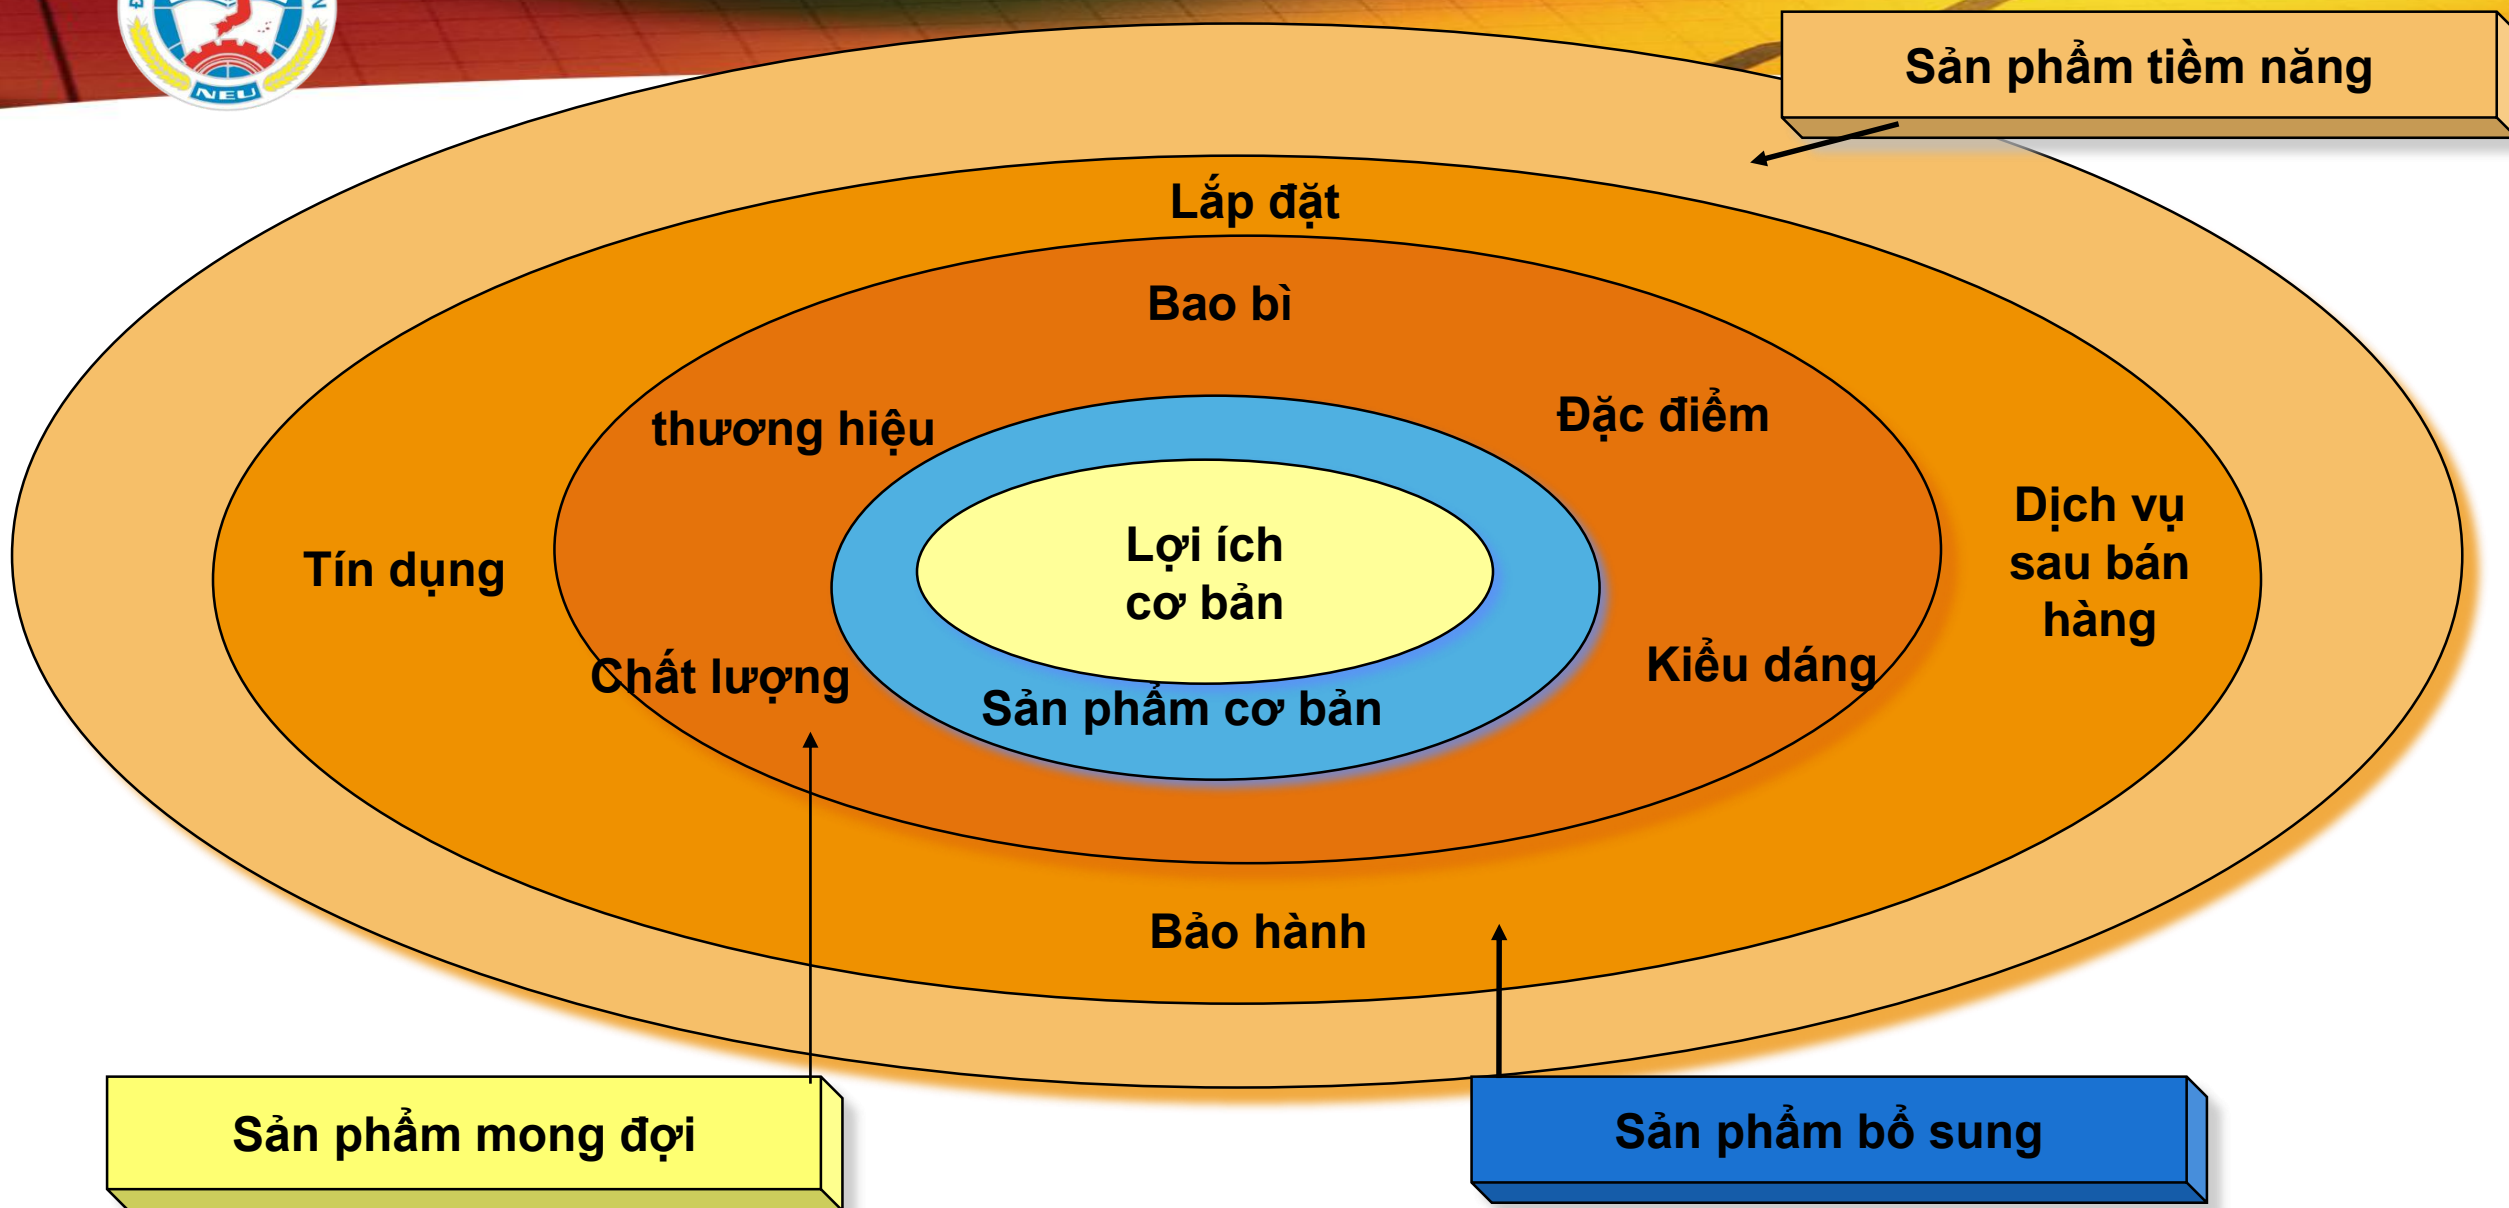 NEU
Sản phẩm tiềm năng
Lắp đặt
Bao bì
thương hiệu
Đặc điểm
Lợi ích
cơ bản
Tín dụng
Dịch vụ
sau bán
hàng
Chất lượng
Kiểu dáng
Sản phẩm cơ bản
Bảo hành
Sản phẩm mong đợi
Sản phẩm bổ sung